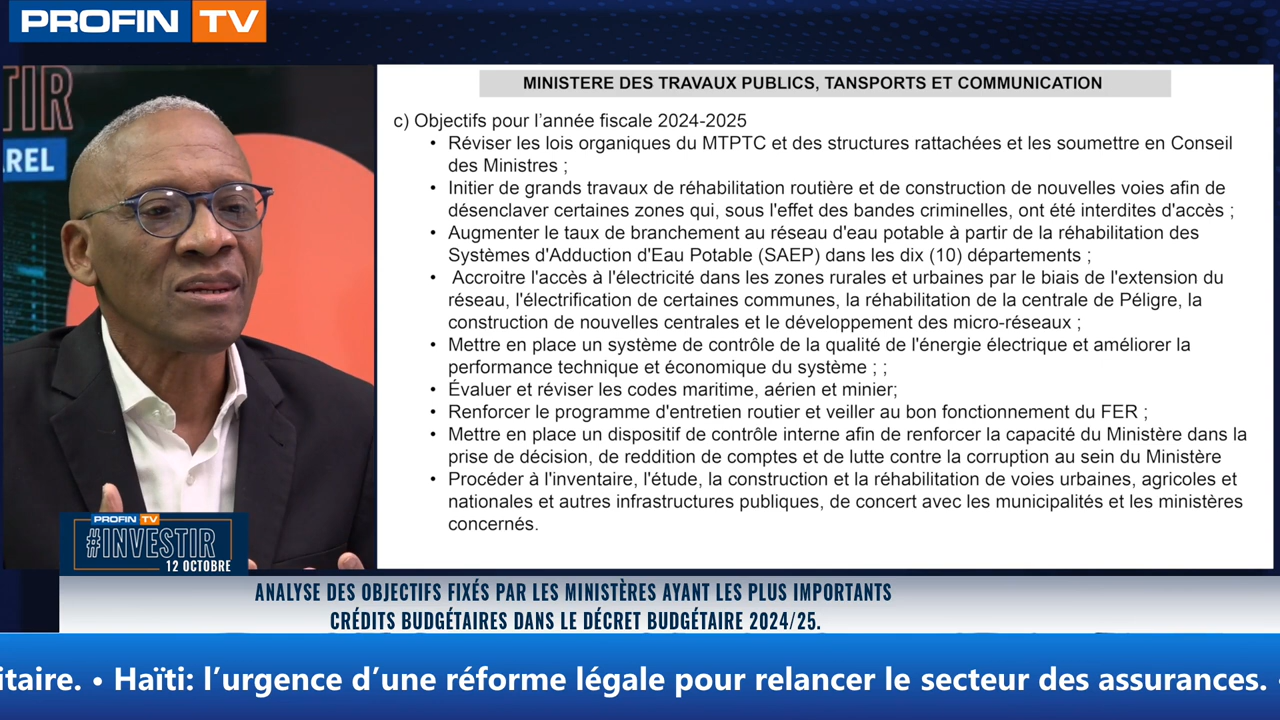 PROFIN TV
TIR
AREL
MINISTERE DES TRAVAUX PUBLICS, TANSPORTS ET COMMUNICATION
c) Objectifs pour l’année fiscale 2024-2025
• Réviser les lois organiques du MTPTC et des structures rattachées et les soumettre en Conseil
des Ministres ;
• Initier de grands travaux de réhabilitation routière et de construction de nouvelles voies afin de
désenclaver certaines zones qui, sous l'effet des bandes criminelles, ont été interdites d'accès ;
• Augmenter le taux de branchement au réseau d'eau potable à partir de la réhabilitation des
Systèmes d'Adduction d'Eau Potable (SAEP) dans les dix (10) départements ;
• Accroitre l'accès à l'électricité dans les zones rurales et urbaines par le biais de l'extension du
réseau, l'électrification de certaines communes, la réhabilitation de la centrale de Péligre, la
construction de nouvelles centrales et le développement des micro-réseaux ;
• Mettre en place un système de contrôle de la qualité de l'énergie électrique et améliorer la
performance technique et économique du système ; ;
• Évaluer et réviser les codes maritime, aérien et minier;
• Renforcer le programme d'entretien routier et veiller au bon fonctionnement du FER ;
• Mettre en place un dispositif de contrôle interne afin de renforcer la capacité du Ministère dans la
prise de décision, de reddition de comptes et de lutte contre la corruption au sein du Ministère
• Procéder à l'inventaire, l'étude, la construction et la réhabilitation de voies urbaines, agricoles et
nationales et autres infrastructures publiques, de concert avec les municipalités et les ministères
concernés.
PROFIN TV
#INVESTIR
12 OCTOBRE
ANALYSE DES OBJECTIFS FIXÉS PAR LES MINISTÈRES AYANT LES PLUS IMPORTANTS
CRÉDITS BUDGÉTAIRES DANS LE DÉCRET BUDGÉTAIRE 2024/25.
itaire. • Haïti: l’urgence d’une réforme légale pour relancer le secteur des assurances. •